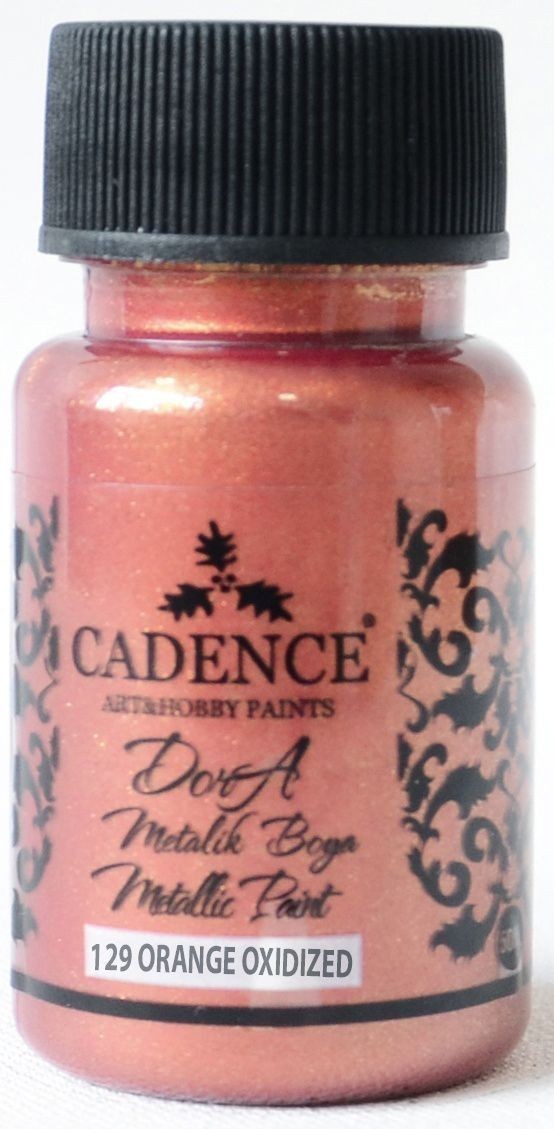 CADENCE®
ART&HOBBY PAINTS
DorA
Metalik Boya
Metallic Paint
129 ORANGE OXIDIZED